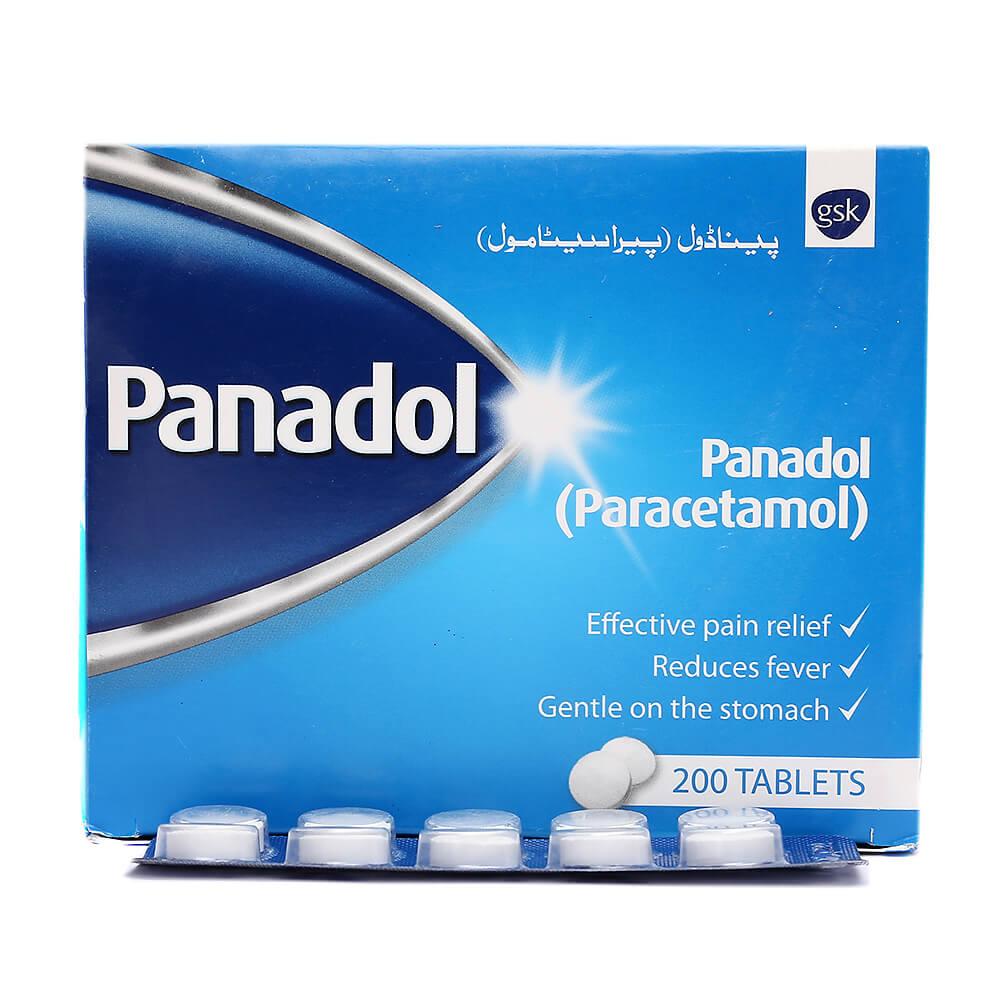 gsk
پیناڈول (پیراسیٹامول)
Panadol
Panadol
(Paracetamol)
Effective pain relief
Reduces fever
Gentle on the stomach
200 TABLETS